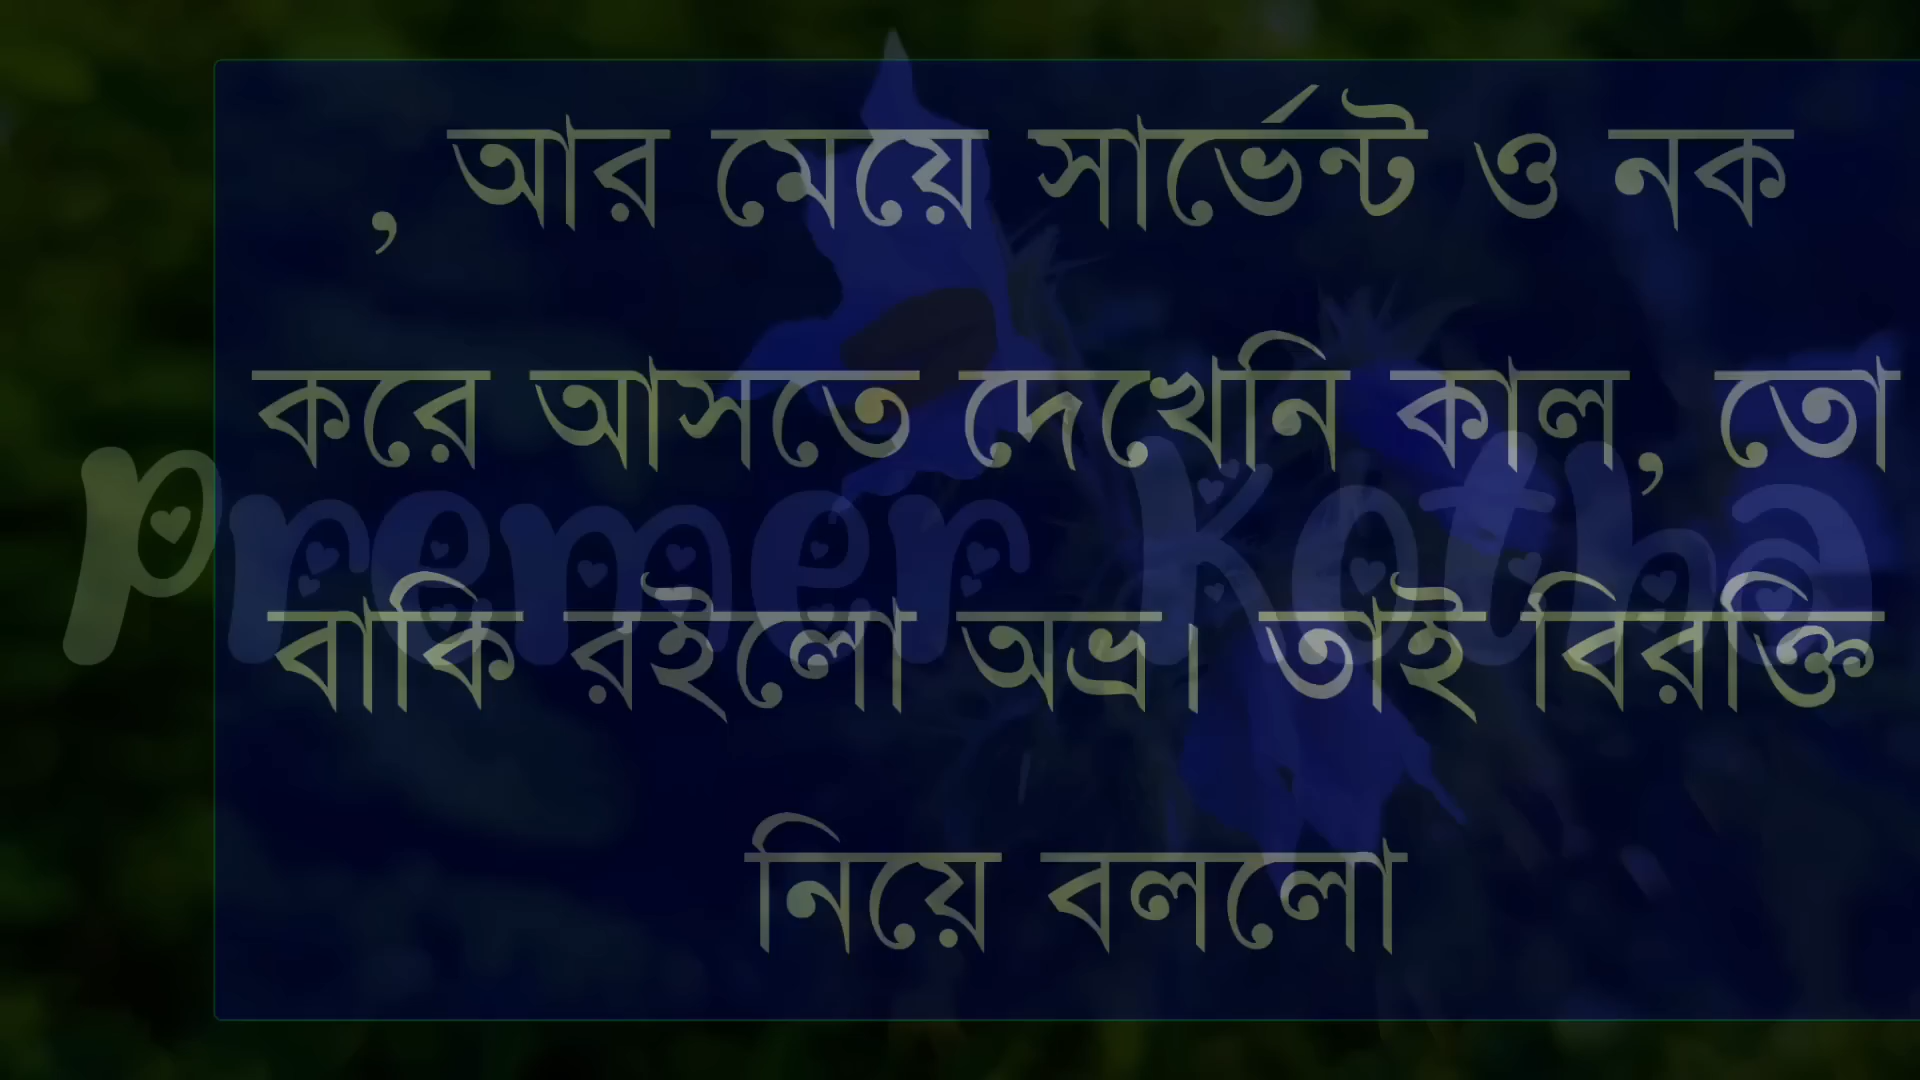 , আর মেয়ে সার্ভেন্ট ও নক
করে আসতে দেখেনি কাল, তো
premer kotha
বাকি রইলো অভ্র। তাই বিরক্তি
নিয়ে বললো